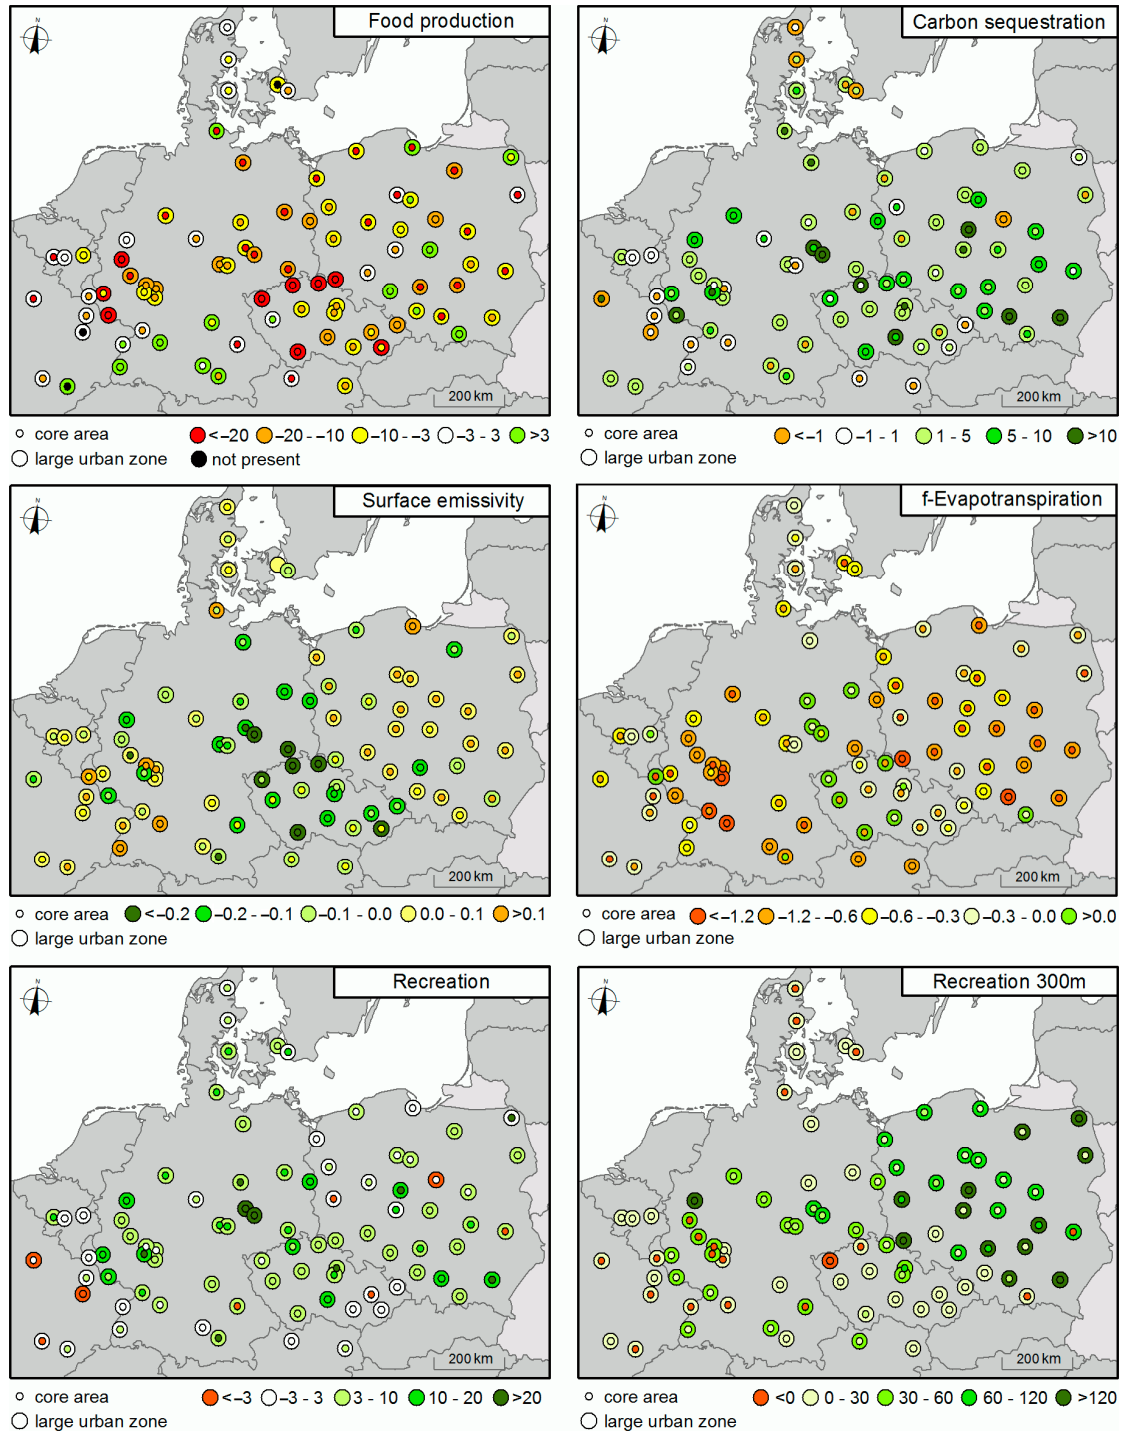 Food production
N
200 km
core area <–20 –20 - –10 –10 - –3 –3 - 3 >3
large urban zone not present
Carbon sequestration
N
200 km
core area <–1 –1 - 1 1 - 5 5 - 10 >10
large urban zone
Surface emissivity
N
200 km
core area <–0.2 –0.2 - –0.1 –0.1 - 0.0 0.0 - 0.1 >0.1
large urban zone
f-Evapotranspiration
N
200 km
core area <–1.2 –1.2 - –0.6 –0.6 - –0.3 –0.3 - 0.0 >0.0
large urban zone
Recreation
N
200 km
core area <–3 –3 - 3 3 - 10 10 - 20 >20
large urban zone
Recreation 300m
N
200 km
core area <0 0 - 30 30 - 60 60 - 120 >120
large urban zone